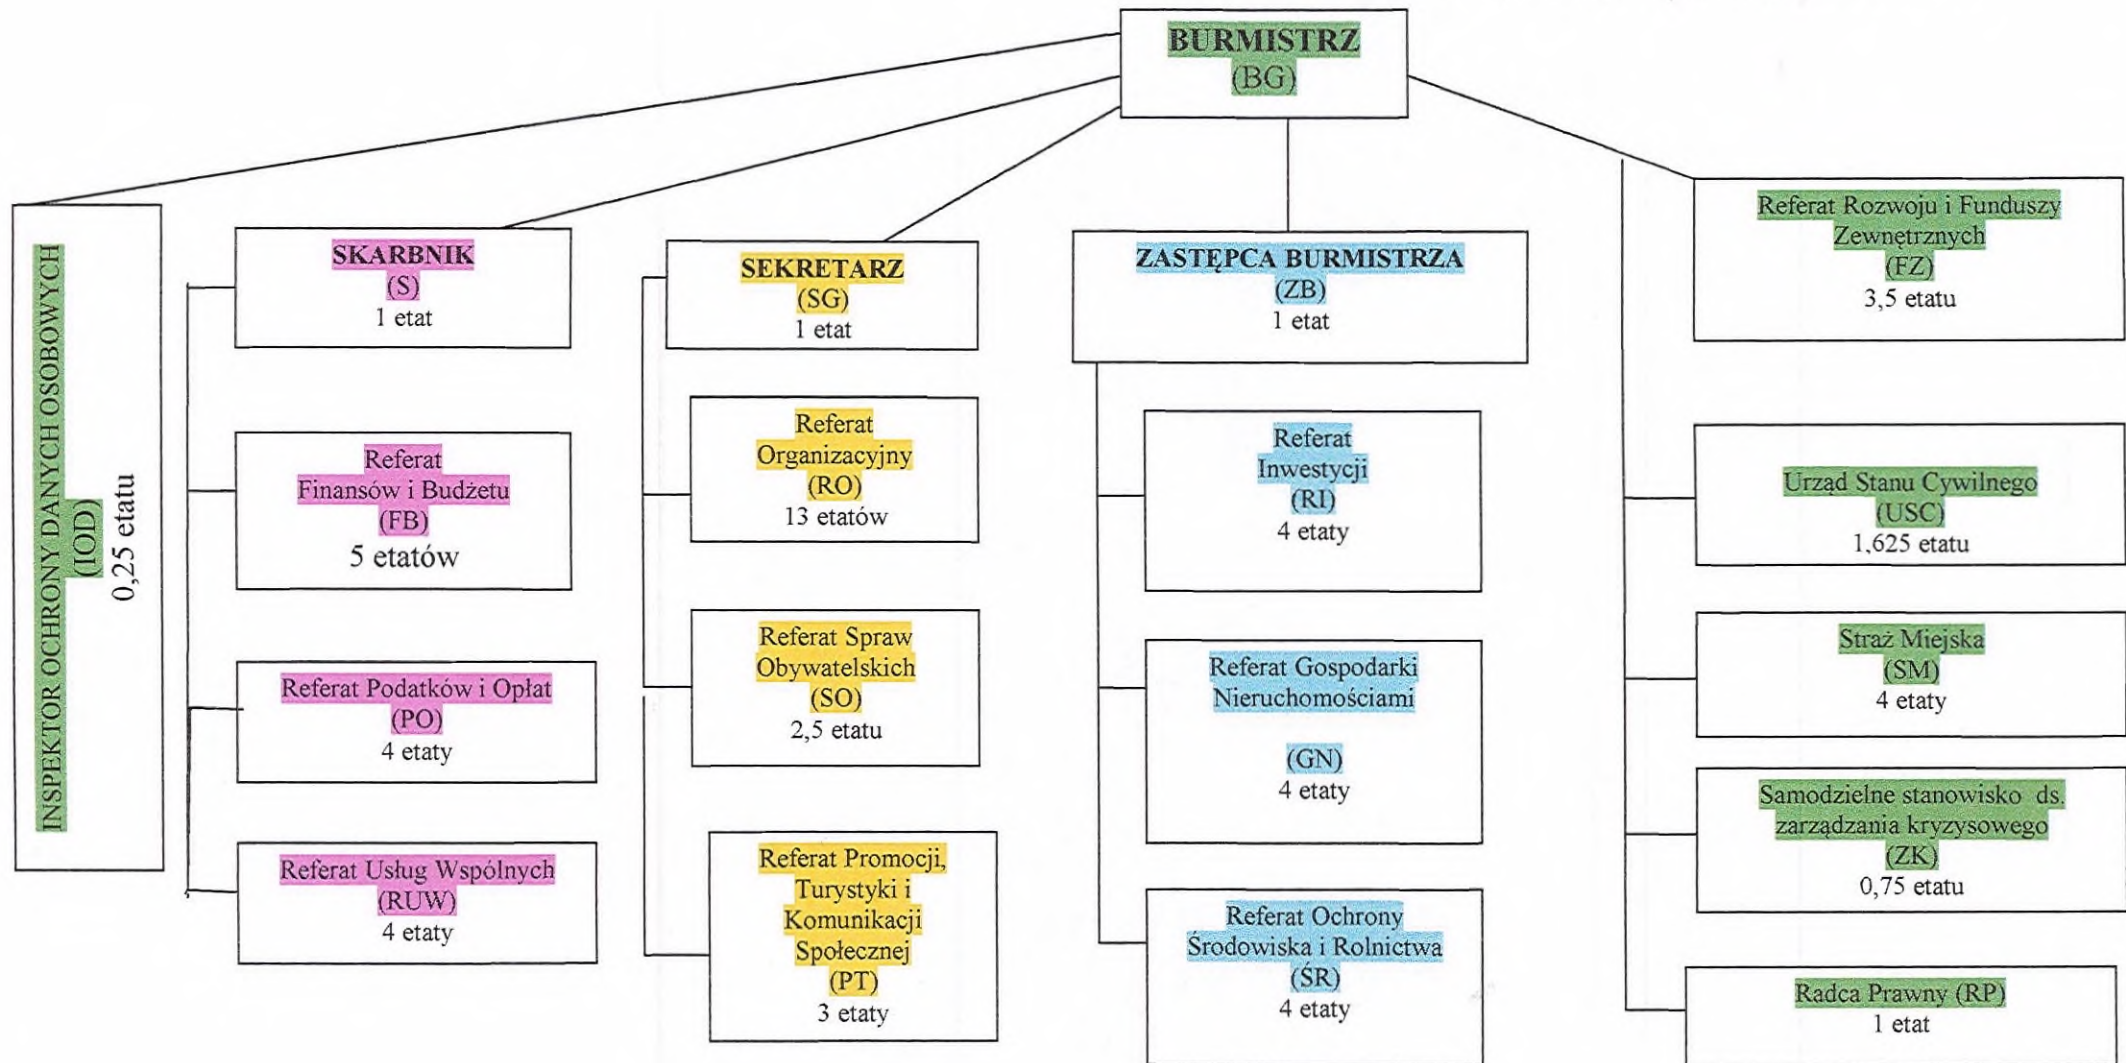 BURMISTRZ
(BG)
INSPEKTOR OCHRONY DANYCH OSOBOWYCH
(IOD)
0,25 etatu
SKARBNIK
(S)
1 etat
Referat
Finansów i Budżetu
(FB)
5 etatów
Referat Podatków i Opłat
(PO)
4 etaty
Referat Usług Wspólnych
(RUW)
4 etaty
SEKRETARZ
(SG)
1 etat
Referat
Organizacyjny
(RO)
13 etatów
Referat Spraw
Obywatelskich
(SO)
2,5 etatu
Referat Promocji,
Turystyki i
Komunikacji
Społecznej
(PT)
3 etaty
ZASTĘPCA BURMISTRZA
(ZB)
1 etat
Referat
Inwestycji
(RI)
4 etaty
Referat Gospodarki
Nieruchomościami
(GN)
4 etaty
Referat Ochrony
Środowiska i Rolnictwa
(ŚR)
4 etaty
Referat Rozwoju i Funduszy
Zewnętrznych
(FZ)
3,5 etatu
Urząd Stanu Cywilnego
(USC)
1,625 etatu
Straż Miejska
(SM)
4 etaty
Samodzielne stanowisko ds.
zarządzania kryzysowego
(ZK)
0,75 etatu
Radca Prawny (RP)
1 etat